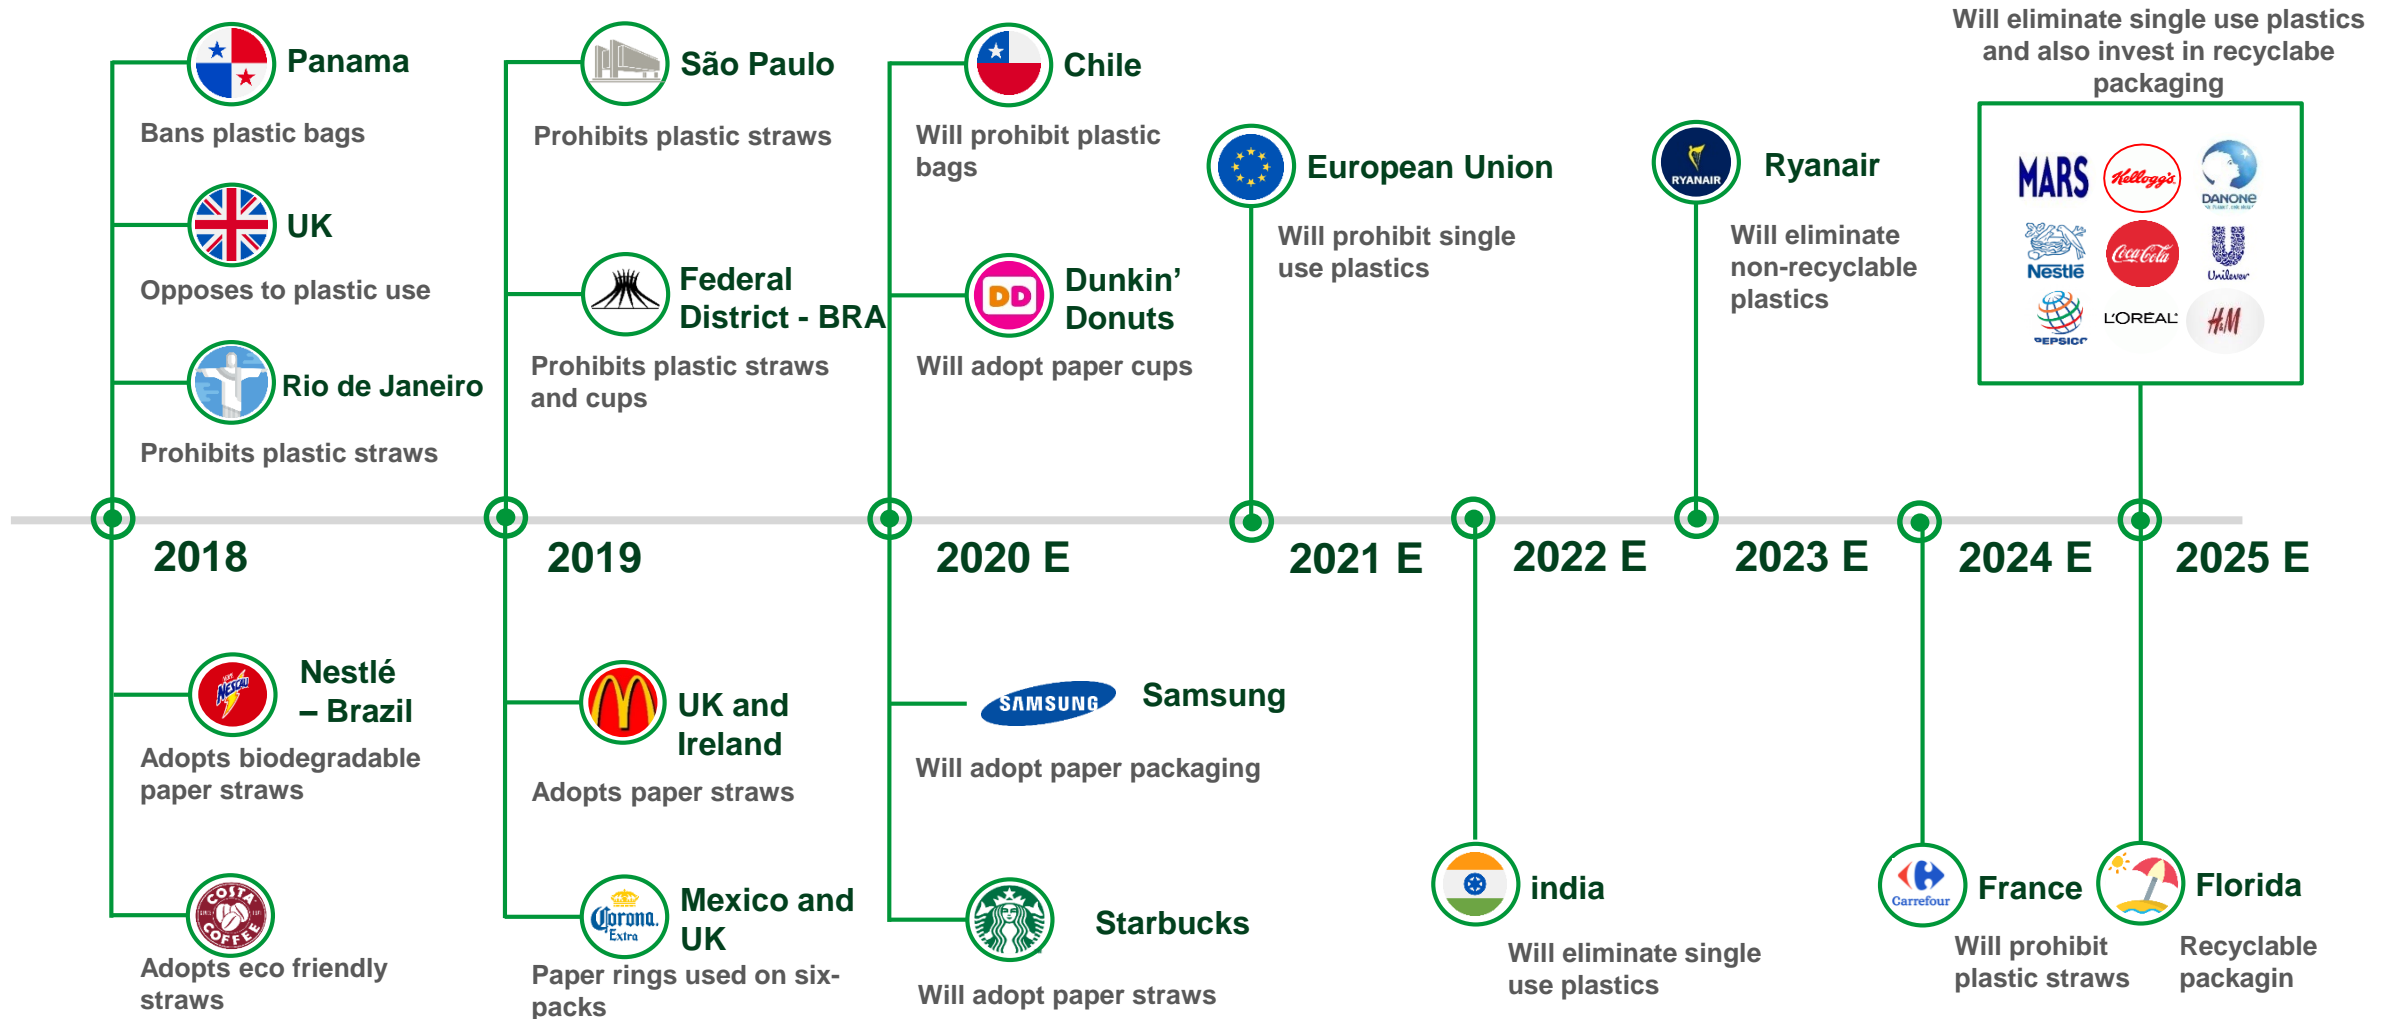 Panama
Bans plastic bags
UK
Opposes to plastic use
Rio de Janeiro
Prohibits plastic straws
São Paulo
Prohibits plastic straws
Federal
District - BRA
Prohibits plastic straws
and cups
Chile
Will prohibit plastic
bags
DD
Dunkin’
Donuts
Will adopt paper cups
European Union
Will prohibit single
use plastics
RYANAIR
Ryanair
Will eliminate
non-recyclable
plastics
Will eliminate single use plastics
and also invest in recyclabe
packaging
MARS
Kellogg's
DANONE
Nestlé
Coca-Cola
Unilever
PEPSICO
L'ORÉAL
H&M
2018
2019
2020 E
2021 E
2022 E
2023 E
2024 E
2025 E
NESCAU
Nestlé
– Brazil
Adopts biodegradable
paper straws
COSTA
COFFEE
Adopts eco friendly
straws
UK and
Ireland
Adopts paper straws
Corona.
Extra
Mexico and
UK
Paper rings used on six-
packs
SAMSUNG
Samsung
Will adopt paper packaging
Starbucks
Will adopt paper straws
india
Will eliminate single
use plastics
Carrefour
France
Will prohibit
plastic straws
Florida
Recyclable
packagin